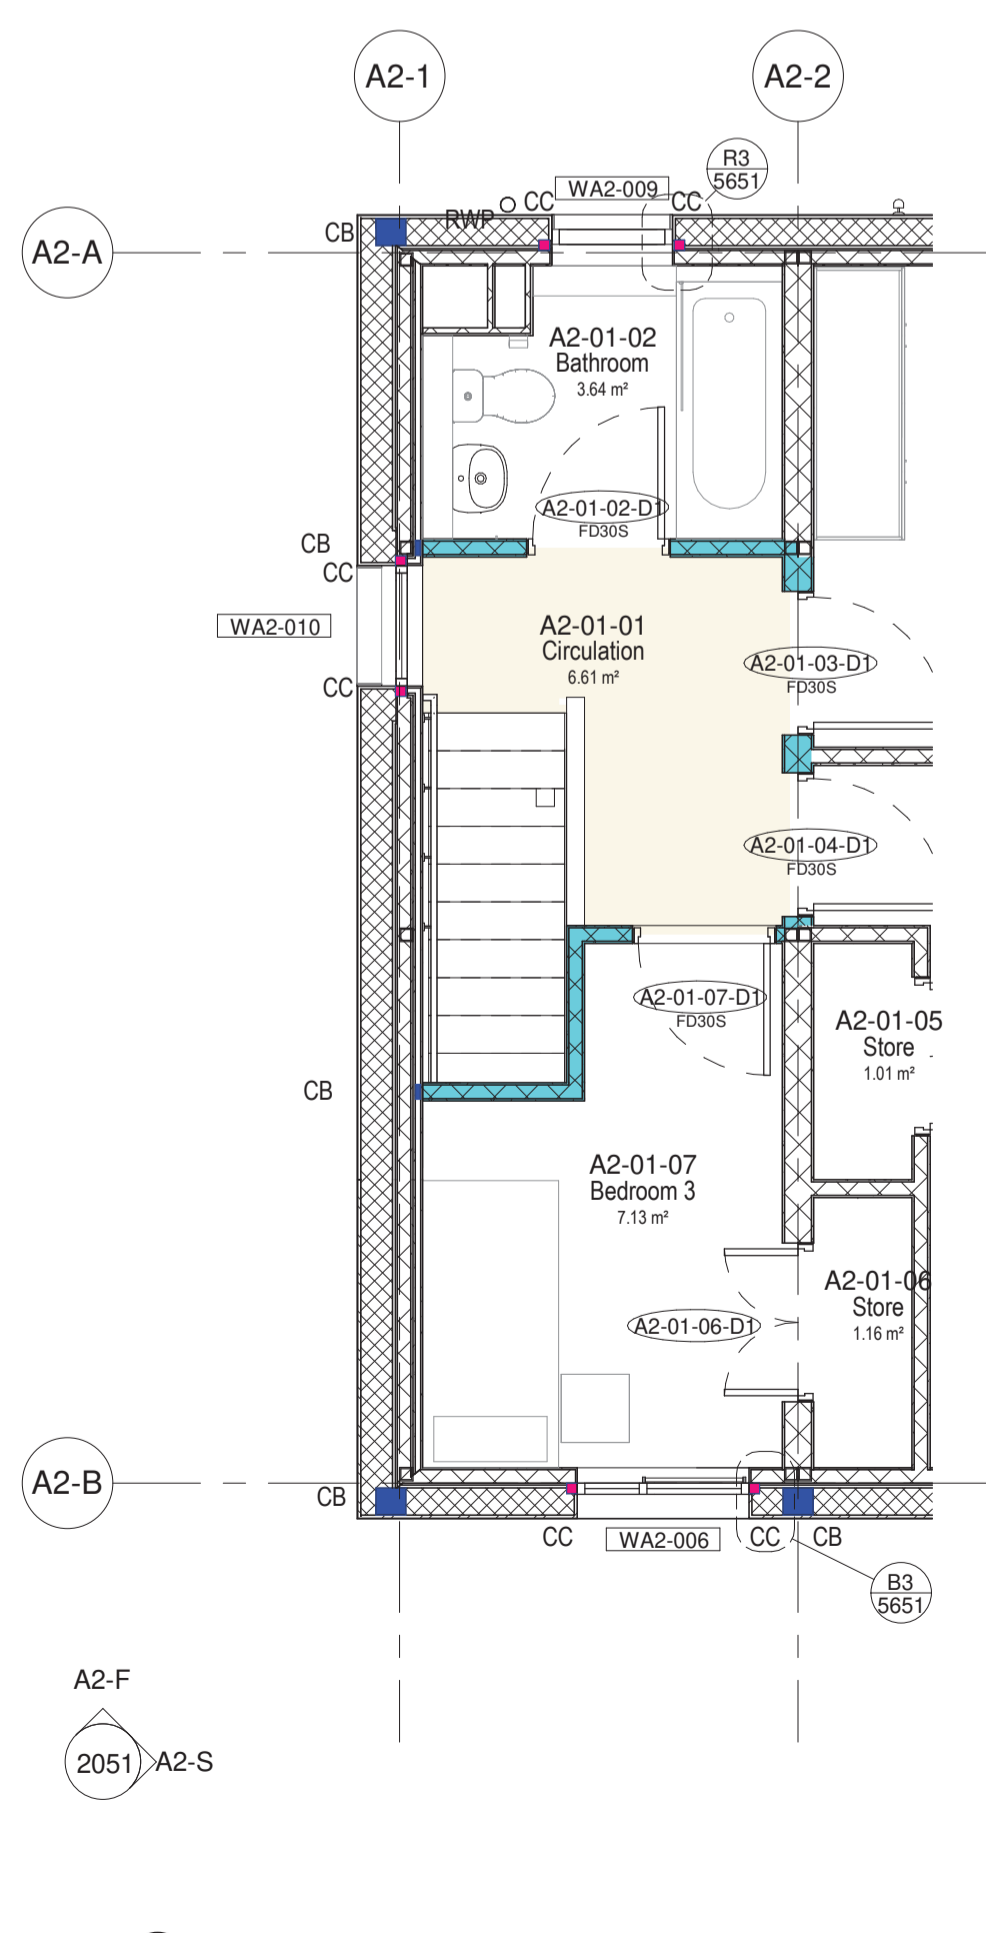 A2-1
A2-2
R3
5651
WA2-009
CC
CC
RWP
CB
A2-A
A2-01-02
Bathroom
3.64 m²
A2-01-02-D1
FD30S
CB
CC
WA2-010
A2-01-01
Circulation
6.61 m²
A2-01-03-D1
FD30S
CC
A2-01-04-D1
FD30S
A2-01-07-D1
FD30S
A2-01-05
Store
1.01 m²
CB
A2-01-07
Bedroom 3
7.13 m²
A2-01-06
Store
1.16 m²
A2-01-06-D1
A2-B
CB
CC
WA2-006
CC
CB
B3
5651
A2-F
2051
A2-S